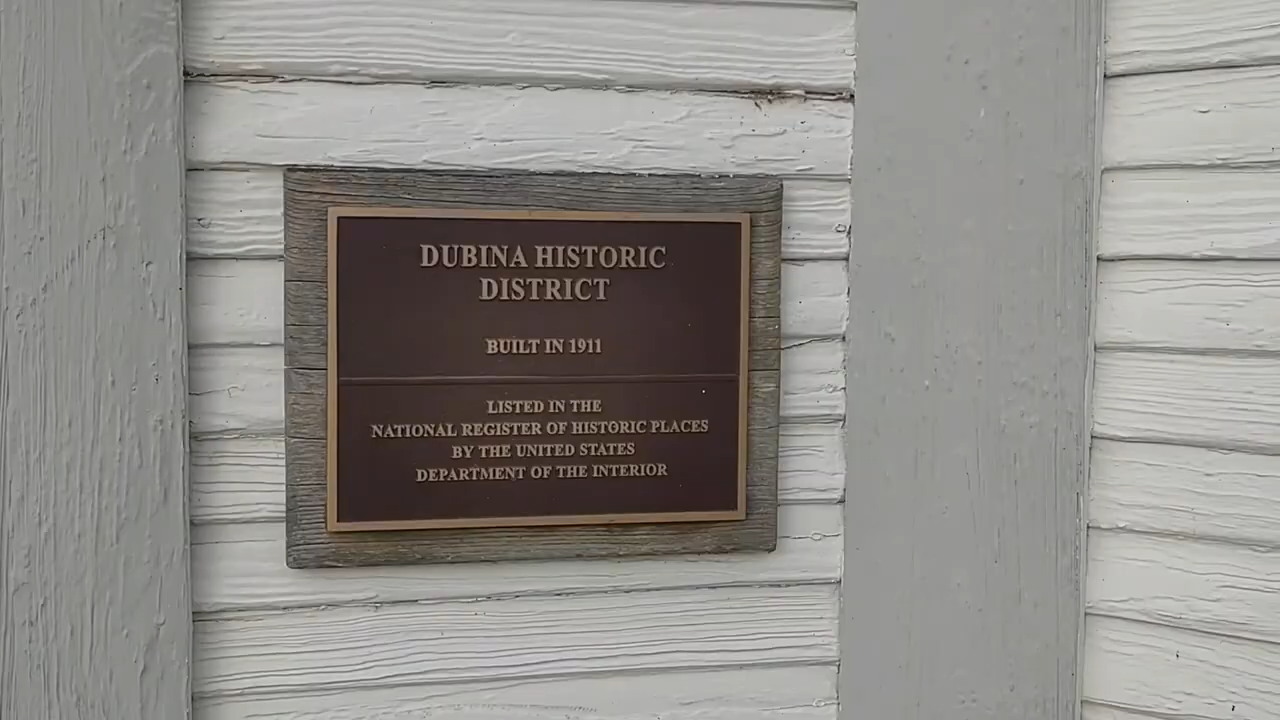 DUBINA HISTORIC
DISTRICT
BUILT IN 1911
LISTED IN THE
NATIONAL REGISTER OF HISTORIC PLACES
BY THE UNITED STATES
DEPARTMENT OF THE INTERIOR